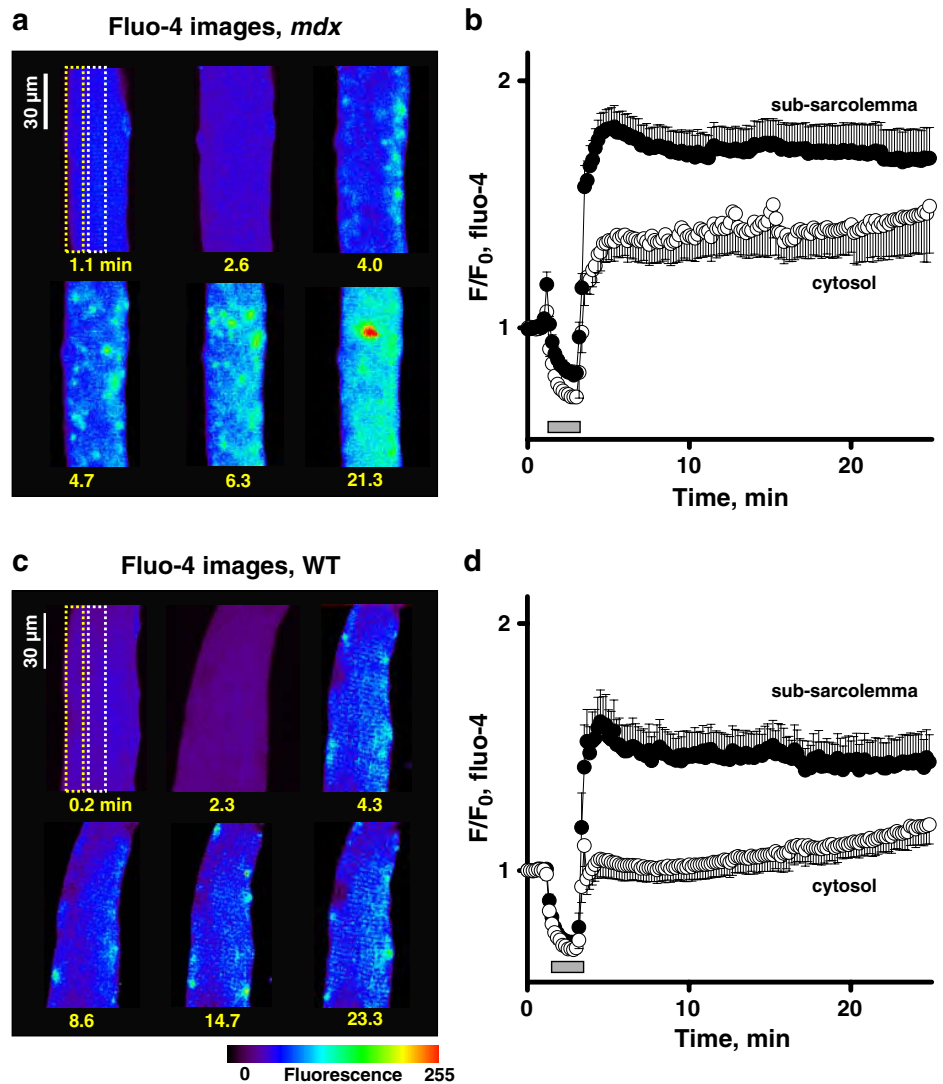 a
Fluo-4 images, mdx
30 µm
1.1 min
2.6
4.0
4.7
6.3
21.3
b
2
1
F/F0, fluo-4
sub-sarcolemma
cytosol
0
10
20
Time, min
c
Fluo-4 images, WT
30 µm
0.2 min
2.3
4.3
8.6
14.7
23.3
0
Fluorescence
255
d
2
1
F/F0, fluo-4
sub-sarcolemma
cytosol
0
10
20
Time, min